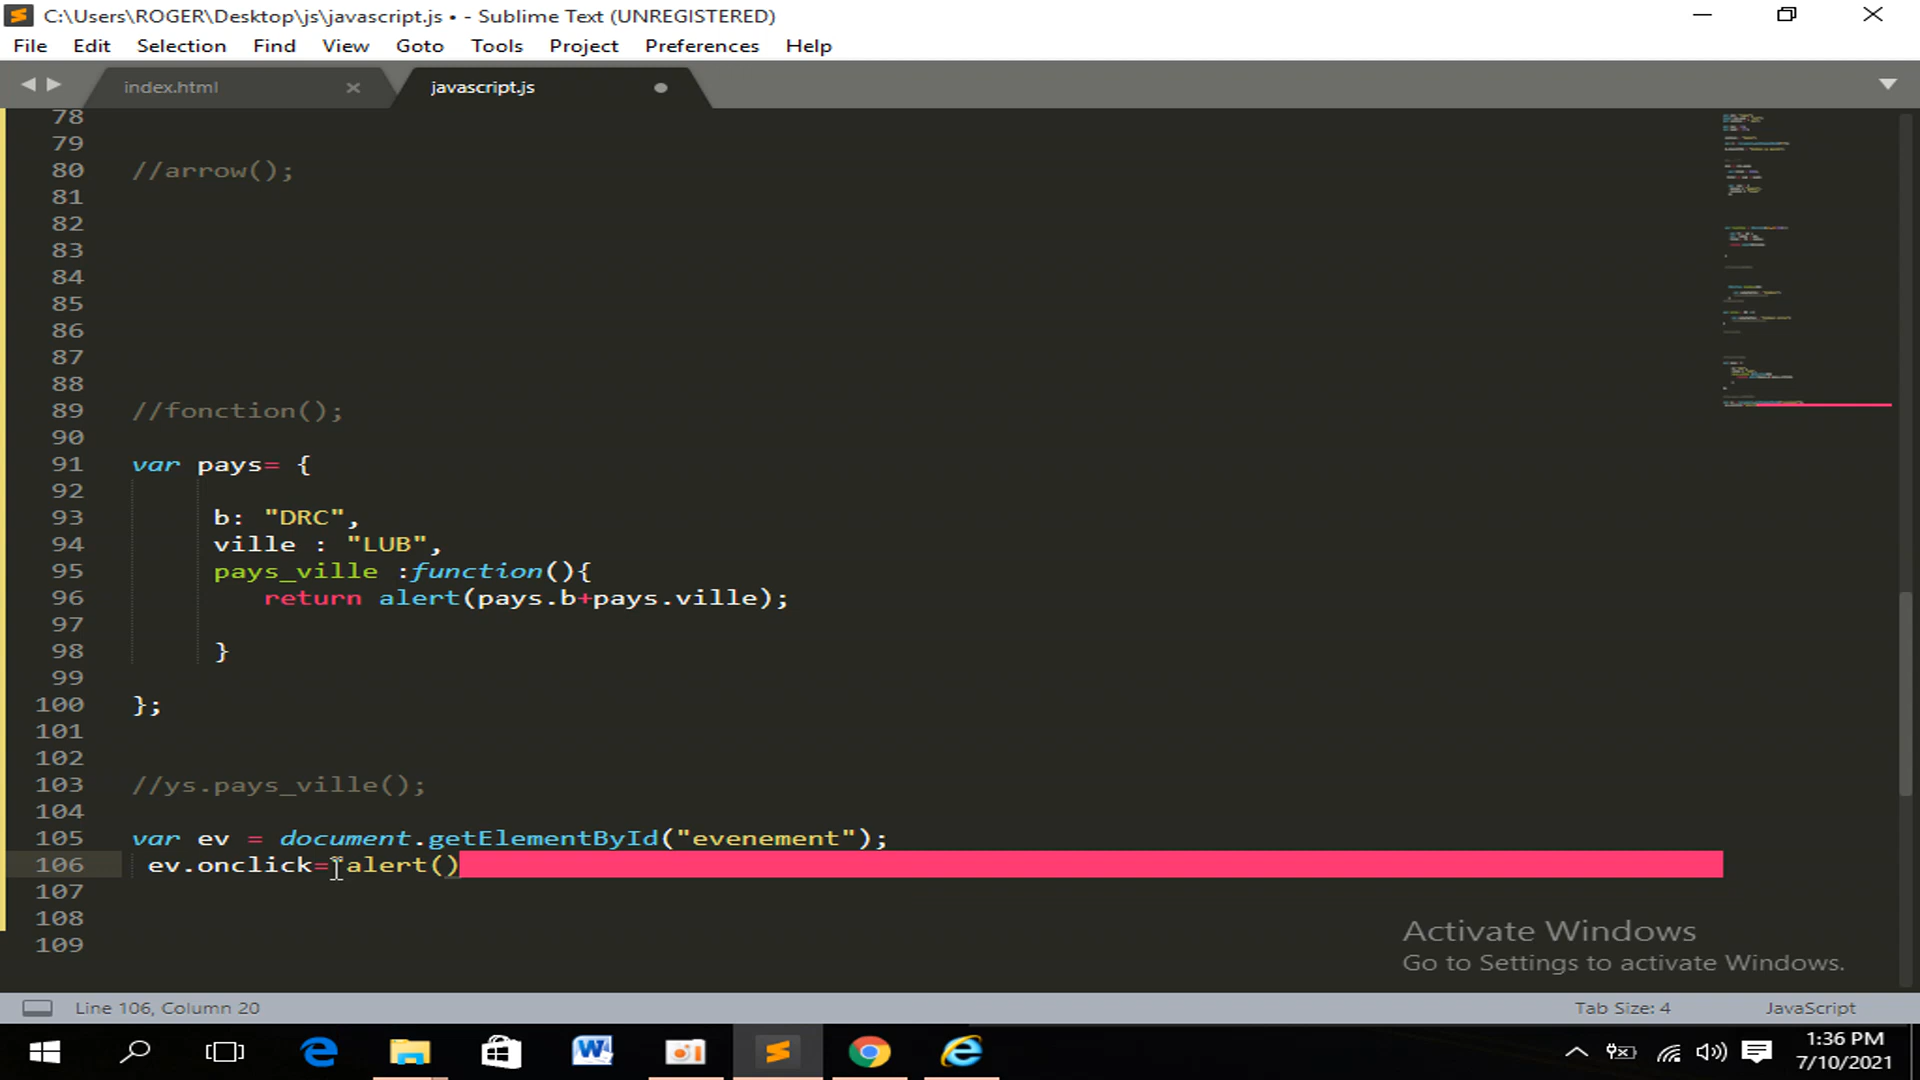 C:\Users\ROGER\Desktop\js\javascript.js • - Sublime Text (UNREGISTERED)
File Edit Selection Find View Goto Tools Project Preferences Help
index.html javascript.js
78
79
80 //arrow();
81
82
83
84
85
86
87
88
89 //fonction();
90
91 var pays= {
92
93 b: "DRC",
94 ville : "LUB",
95 pays_ville :function(){
96 return alert(pays.b+pays.ville);
97
98 }
99
100 };
101
102
103 //ys.pays_ville();
104
105 var ev = document.getElementById("evenement");
106 ev.onclick="alert()
107
108
109
Activate Windows
Go to Settings to activate Windows.
Line 106, Column 20 Tab Size: 4 JavaScript
1:36 PM
7/10/2021